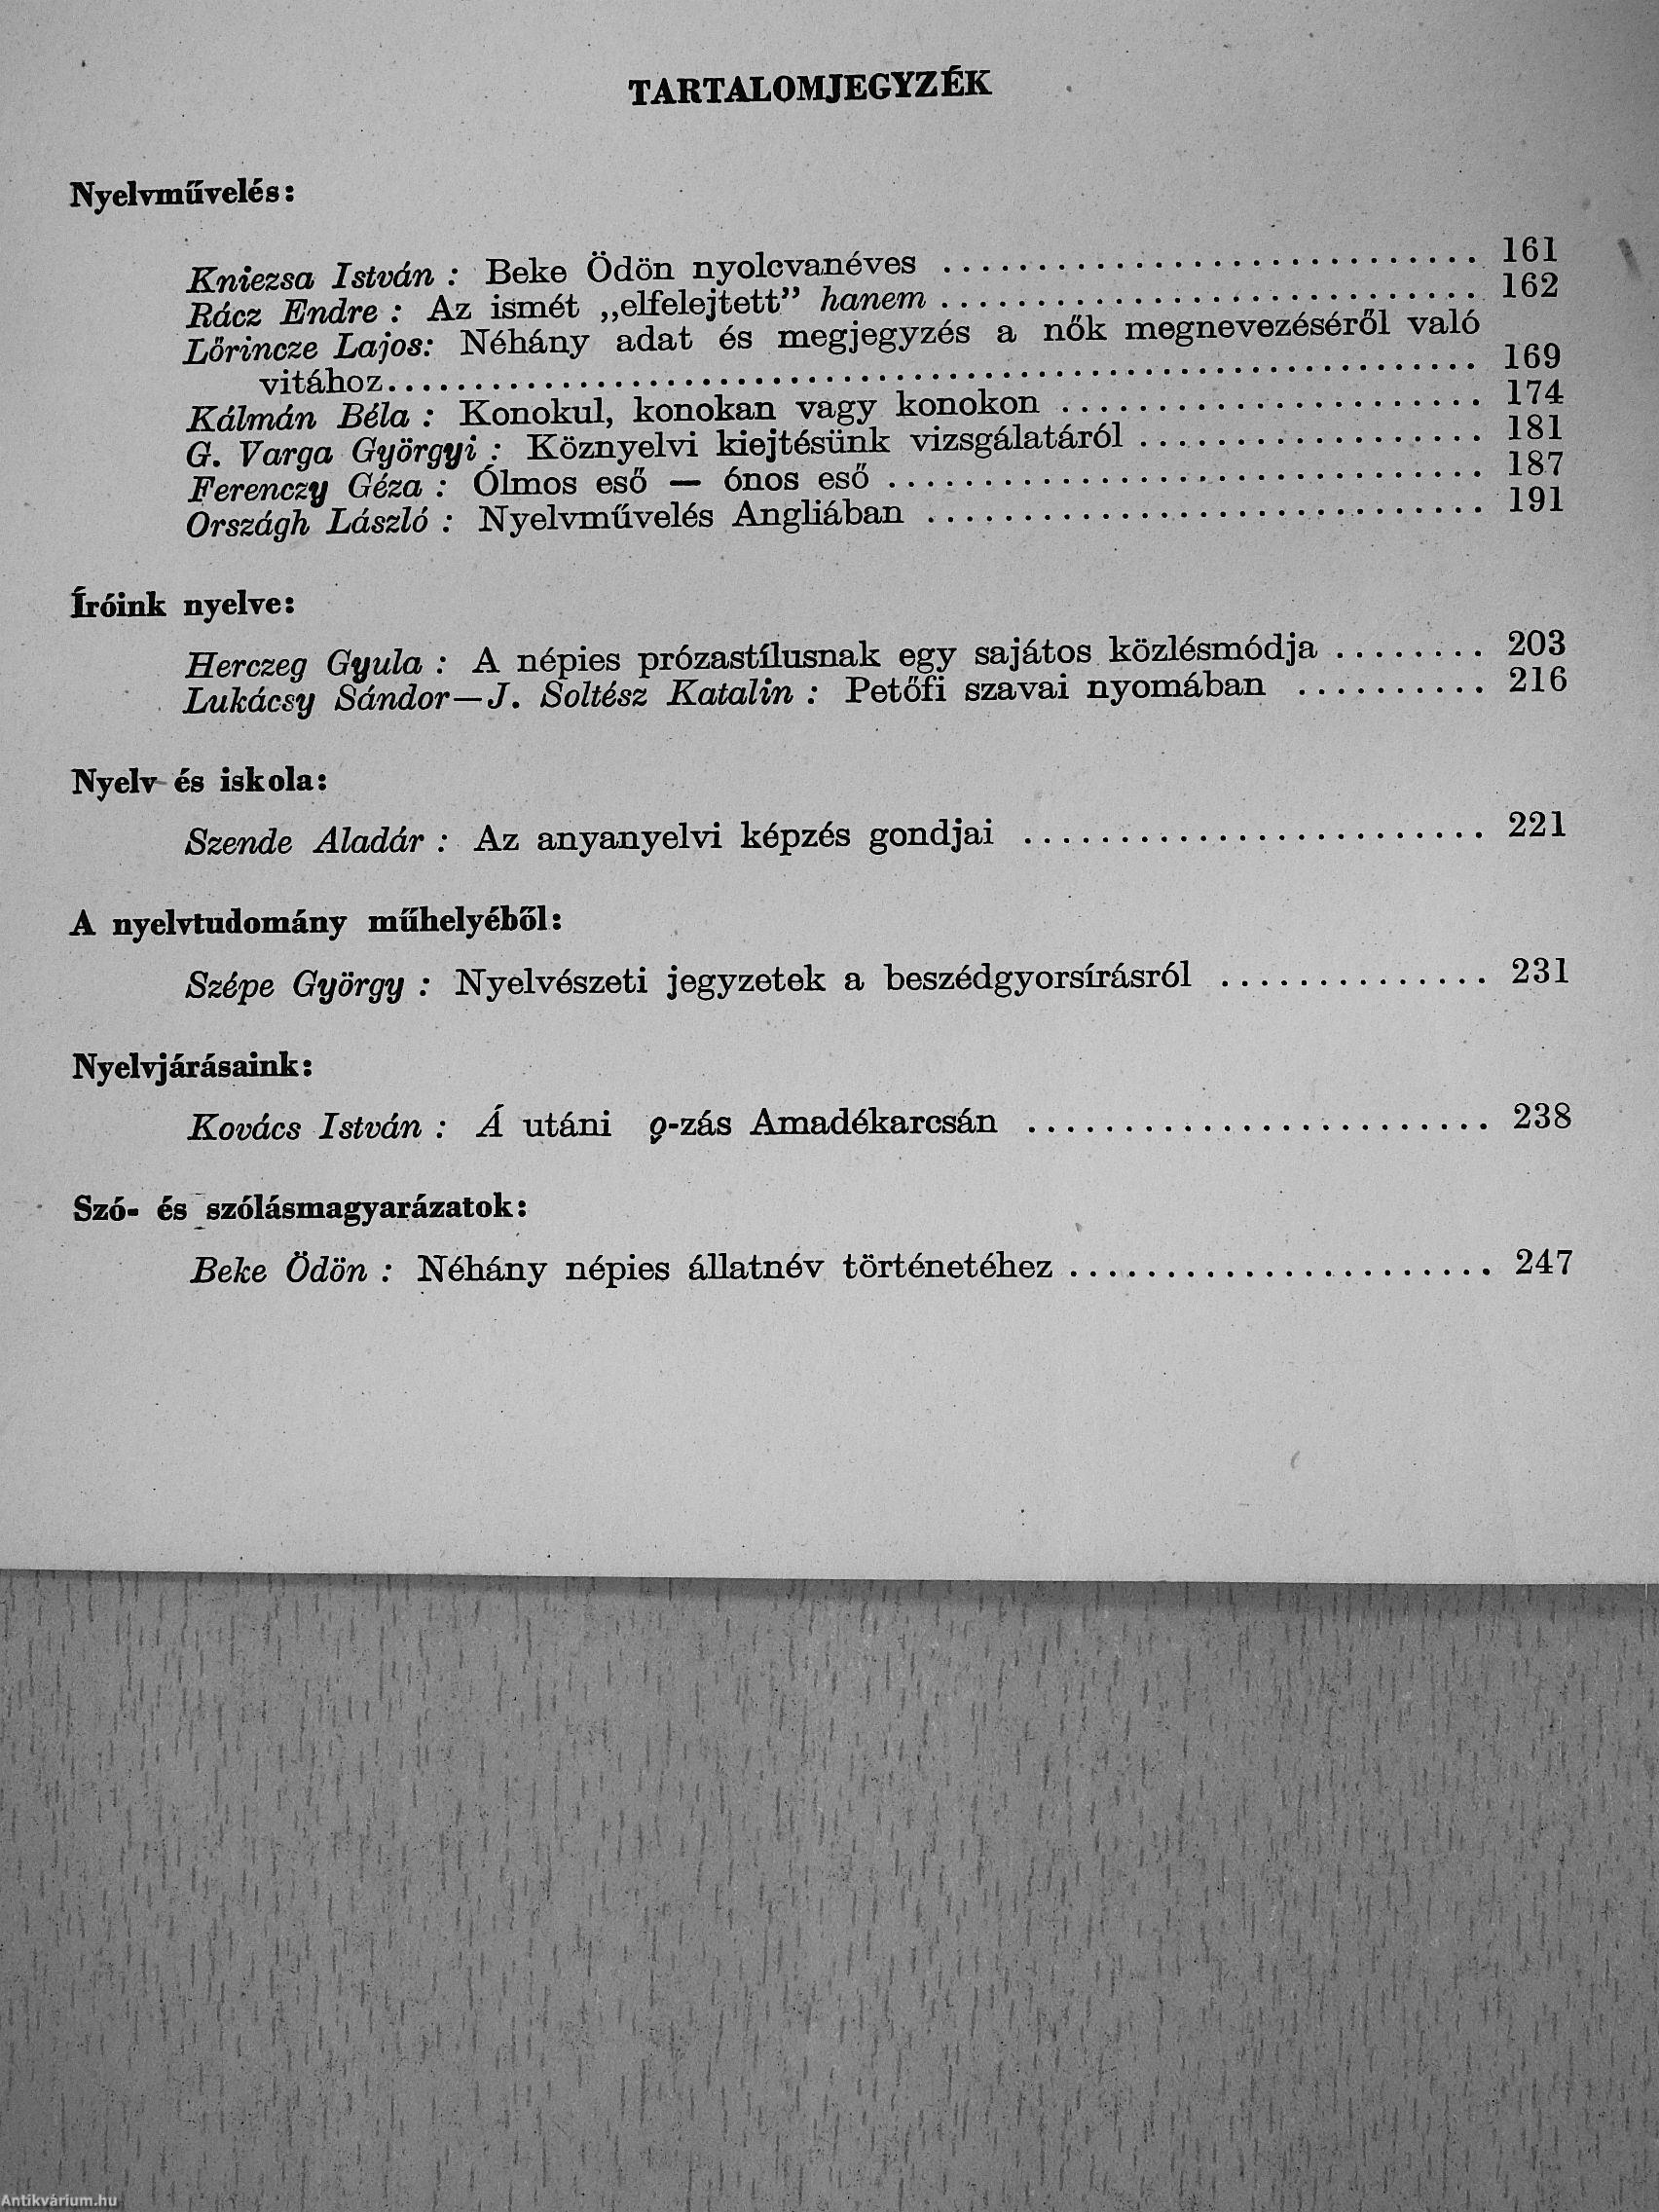 TARTALOMJEGYZÉK
Nyelvművelés:
Kniezsa István : Beke Ödön nyolcvanéves ............................ 161
Rácz Endre : Az ismét „elfelejtett” hanem ............................ 162
Lőrincze Lajos: Néhány adat és megjegyzés a nők megnevezéséről való
vitához......................................................... 169
Kálmán Béla : Konokul, konokan vagy konokon ...................... 174
G. Varga Györgyi : Köznyelvi kiejtésünk vizsgálatáról .................. 181
Ferenczy Géza : Ólmos eső — ónos eső ............................... 187
Országh László : Nyelvművelés Angliában ............................. 191
Íróink nyelve:
Herczeg Gyula : A népies prózastílusnak egy sajátos közlésmódja ........ 203
Lukácsy Sándor—J. Soltész Katalin : Petőfi szavai nyomában .......... 216
Nyelv és iskola:
Szende Aladár : Az anyanyelvi képzés gondjai ........................ 221
A nyelvtudomány műhelyéből:
Szépe György : Nyelvészeti jegyzetek a beszédgyorsírásról .............. 231
Nyelvjárásaink:
Kovács István : Á utáni o̧-zás Amadékarcsán ........................ 238
Szó- és szólásmagyarázatok:
Beke Ödön : Néhány népies állatnév történetéhez ...................... 247
Antikvárium.hu